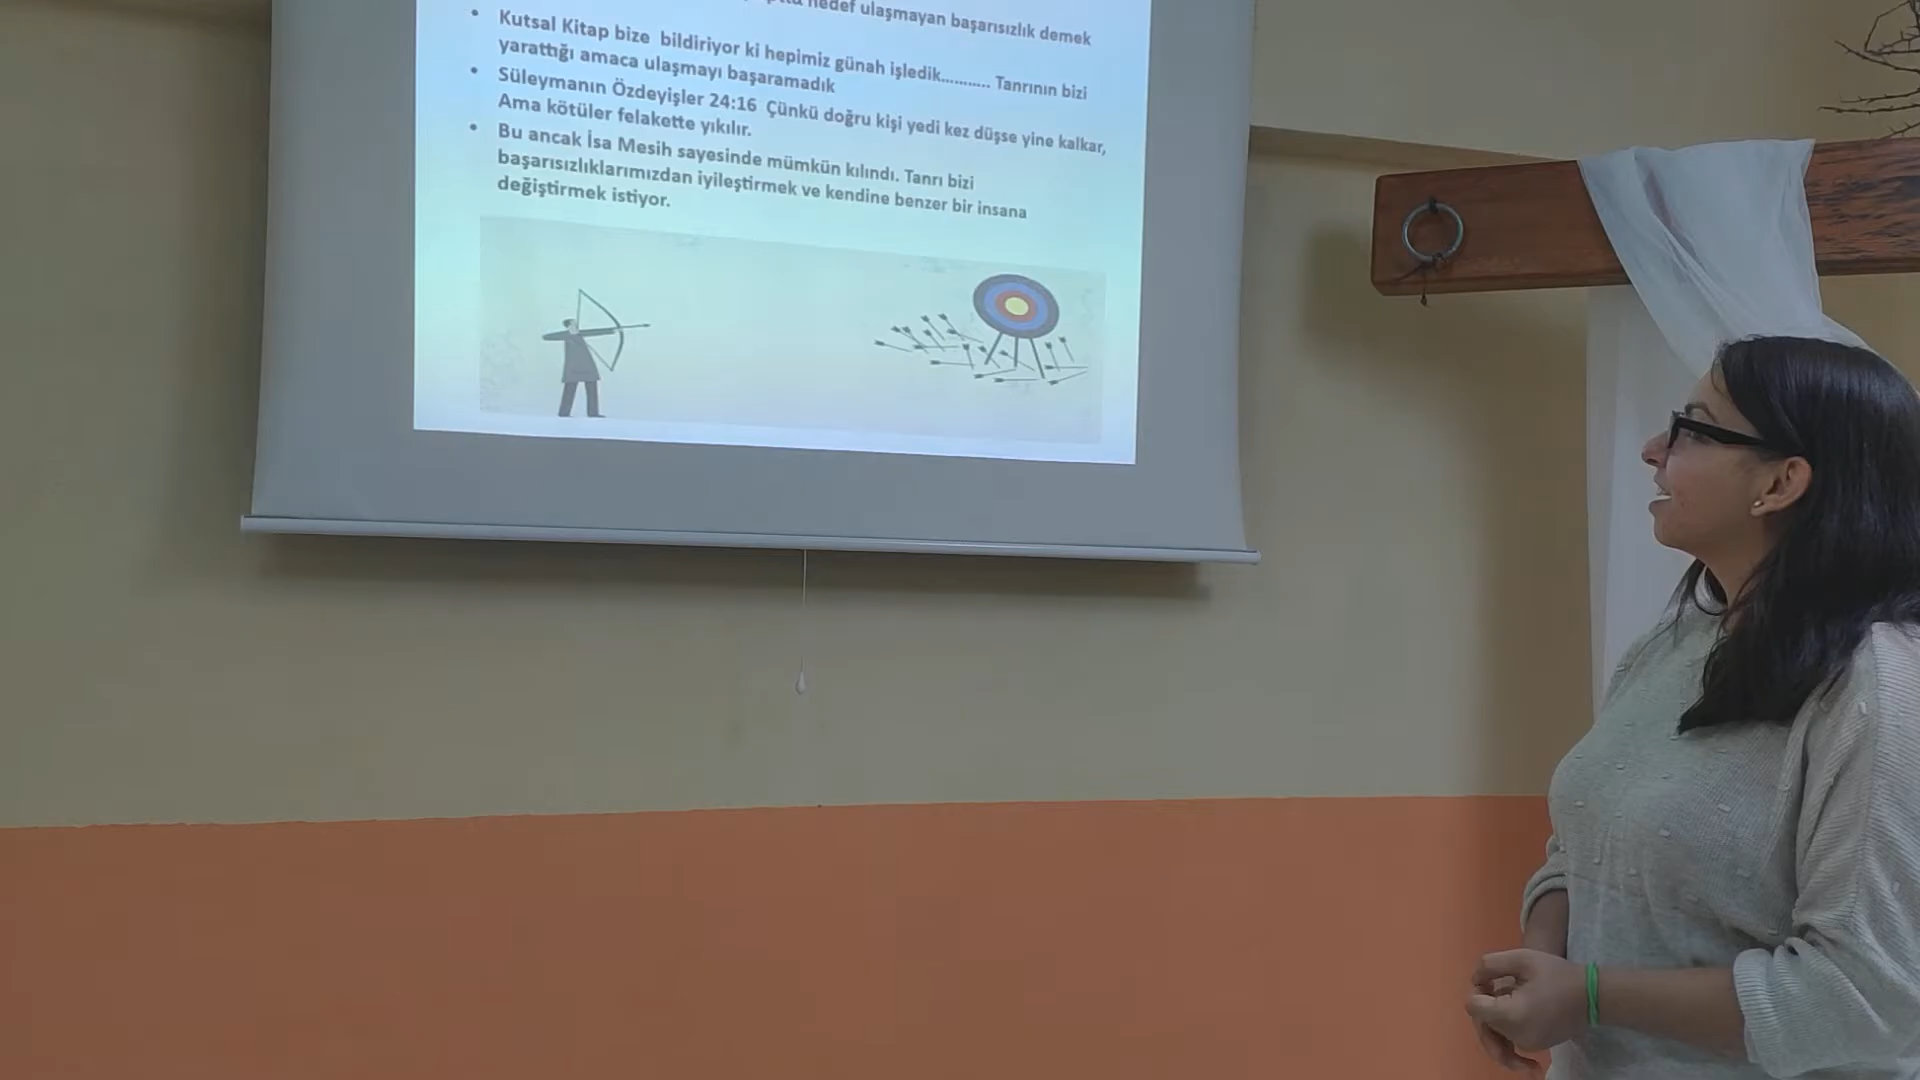 hedef ulaşmayan başarısızlık demek
• Kutsal Kitap bize bildiriyor ki hepimiz günah işledik........... Tanrının bizi
yarattığı amaca ulaşmayı başaramadık
• Süleymanın Özdeyişler 24:16 Çünkü doğru kişi yedi kez düşse yine kalkar,
Ama kötüler felakette yıkılır.
• Bu ancak İsa Mesih sayesinde mümkün kılındı. Tanrı bizi
başarısızlıklarımızdan iyileştirmek ve kendine benzer bir insana
değiştirmek istiyor.